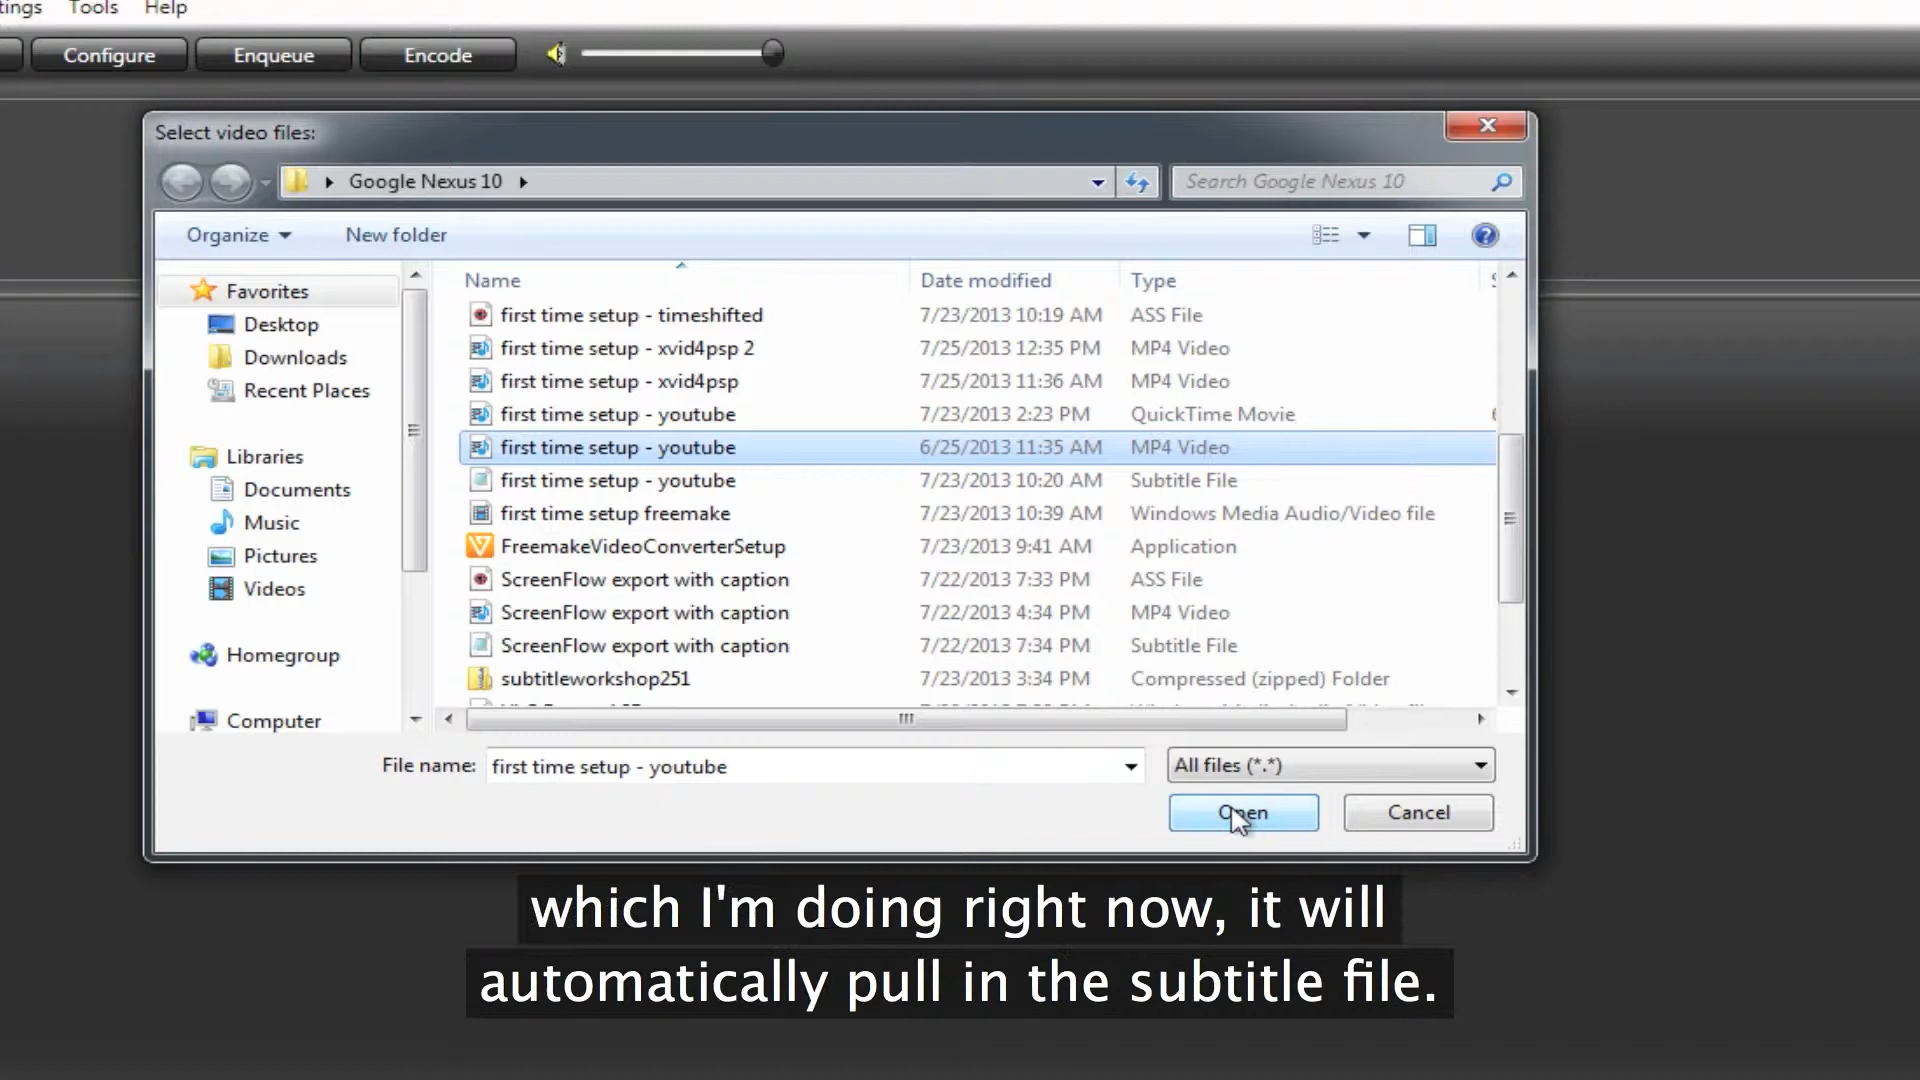 tings Tools Help
Configure Enqueue Encode
Select video files:
Google Nexus 10 Search Google Nexus 10
Organize New folder
Name Date modified Type
Favorites
Desktop
Downloads
Recent Places
Libraries
Documents
Music
Pictures
Videos
Homegroup
Computer
first time setup - timeshifted 7/23/2013 10:19 AM ASS File
first time setup - xvid4psp 2 7/25/2013 12:35 PM MP4 Video
first time setup - xvid4psp 7/25/2013 11:36 AM MP4 Video
first time setup - youtube 7/23/2013 2:23 PM QuickTime Movie
first time setup - youtube 6/25/2013 11:35 AM MP4 Video
first time setup - youtube 7/23/2013 10:20 AM Subtitle File
first time setup freemake 7/23/2013 10:39 AM Windows Media Audio/Video file
FreemakeVideoConverterSetup 7/23/2013 9:41 AM Application
ScreenFlow export with caption 7/22/2013 7:33 PM ASS File
ScreenFlow export with caption 7/22/2013 4:34 PM MP4 Video
ScreenFlow export with caption 7/22/2013 7:34 PM Subtitle File
subtitleworkshop251 7/23/2013 3:34 PM Compressed (zipped) Folder
File name: first time setup - youtube All files (*.*)
Open Cancel
which I'm doing right now, it will
automatically pull in the subtitle file.